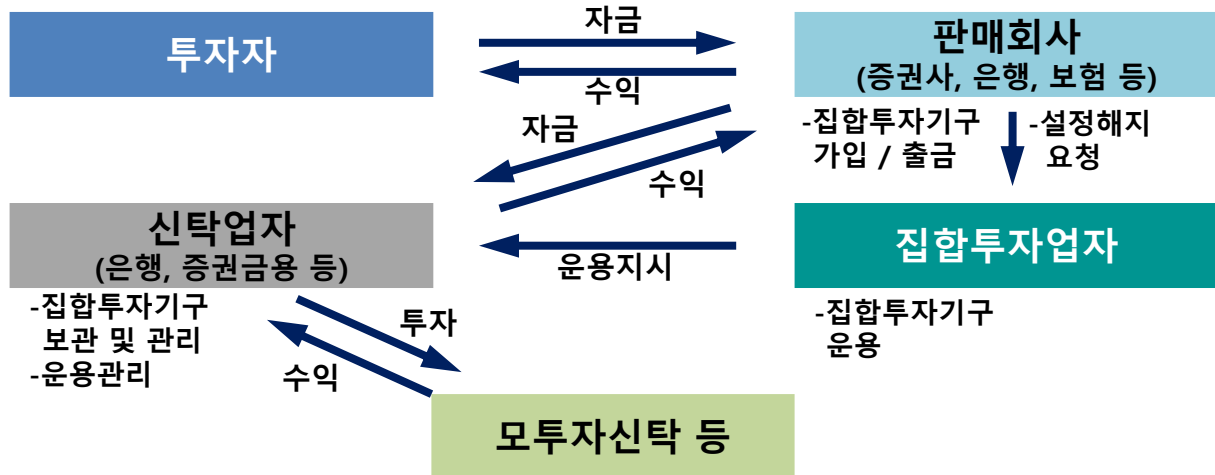 투자자
자금
수익
판매회사
(증권사, 은행, 보험 등)
자금
수익
-집합투자기구
가입 / 출금
-설정해지
요청
신탁업자
(은행, 증권금용 등)
운용지시
집합투자업자
-집합투자기구
보관 및 관리
-운용관리
투자
수익
-집합투자기구
운용
모투자신탁 등